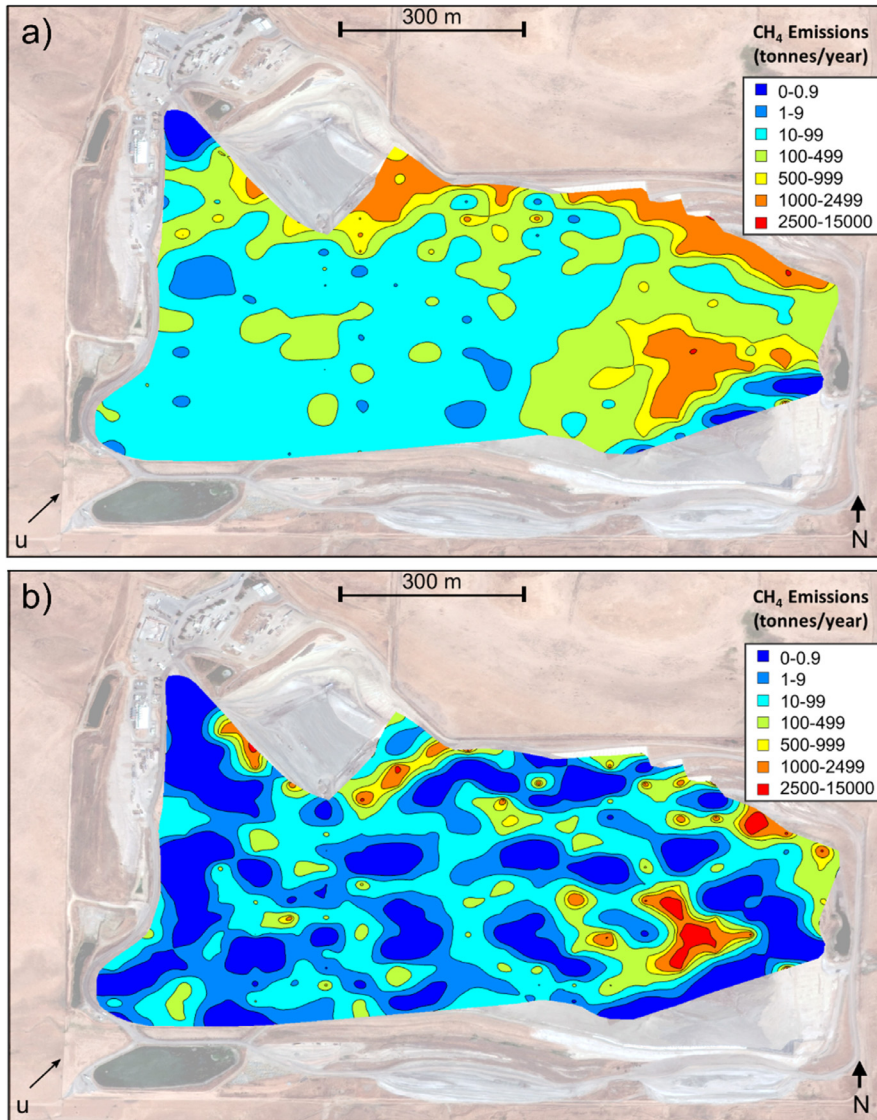 a)
300 m
CH₄ Emissions
(tonnes/year)
0-0.9
1-9
10-99
100-499
500-999
1000-2499
2500-15000
u
N
b)
300 m
CH₄ Emissions
(tonnes/year)
0-0.9
1-9
10-99
100-499
500-999
1000-2499
2500-15000
u
N